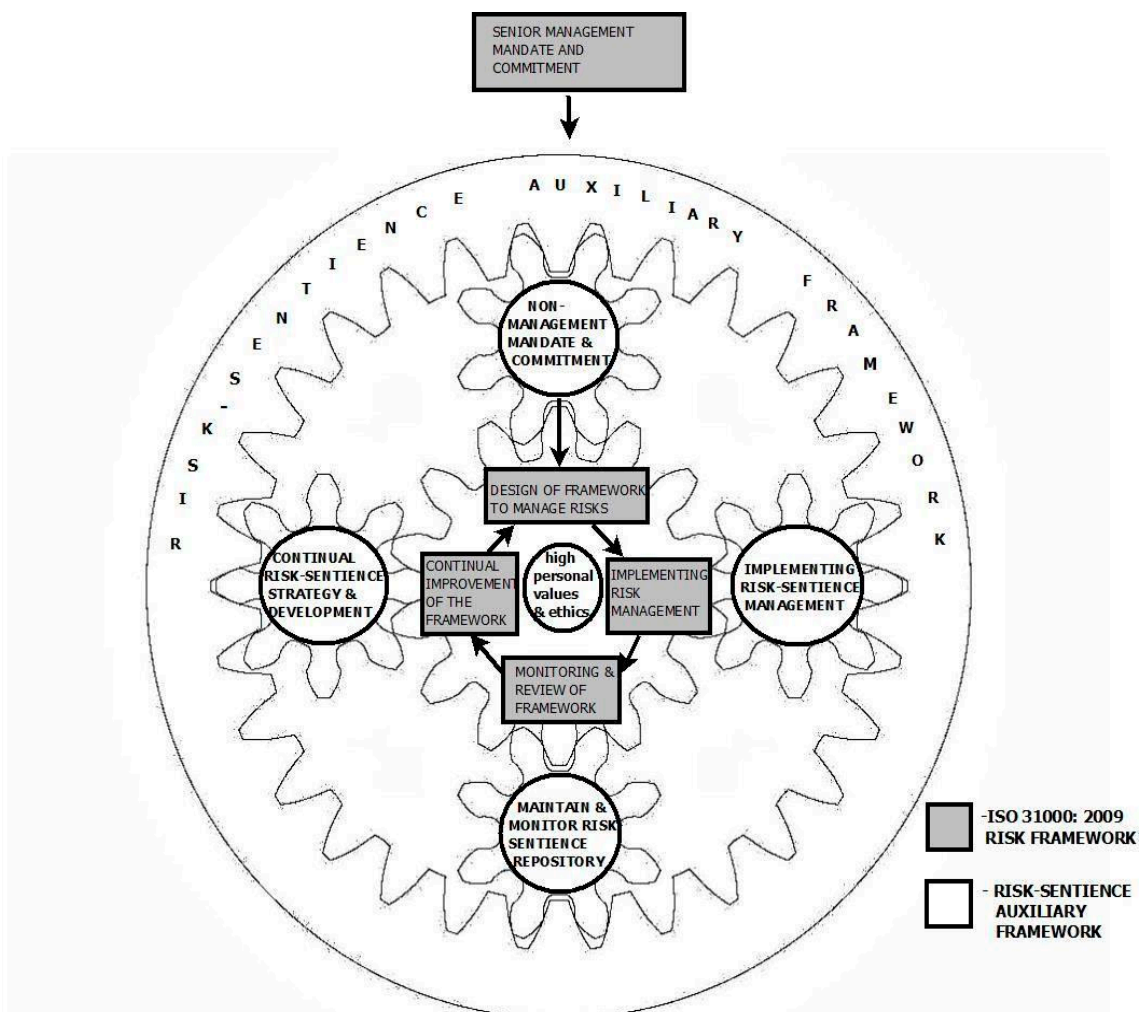 SENIOR MANAGEMENT
MANDATE AND
COMMITMENT
RISK-SENTIENCE AUXILIARY FRAMEWORK
NON-
MANAGEMENT
MANDATE &
COMMITMENT
DESIGN OF FRAMEWORK
TO MANAGE RISKS
CONTINUAL
RISK-SENTIENCE
STRATEGY &
DEVELOPMENT
CONTINUAL
IMPROVEMENT
OF THE
FRAMEWORK
high
personal
values
& ethics
IMPLEMENTING
RISK
MANAGEMENT
IMPLEMENTING
RISK-SENTIENCE
MANAGEMENT
MONITORING &
REVIEW OF
FRAMEWORK
MAINTAIN &
MONITOR RISK
SENTIENCE
REPOSITORY
-ISO 31000: 2009
RISK FRAMEWORK
- RISK-SENTIENCE
AUXILIARY
FRAMEWORK